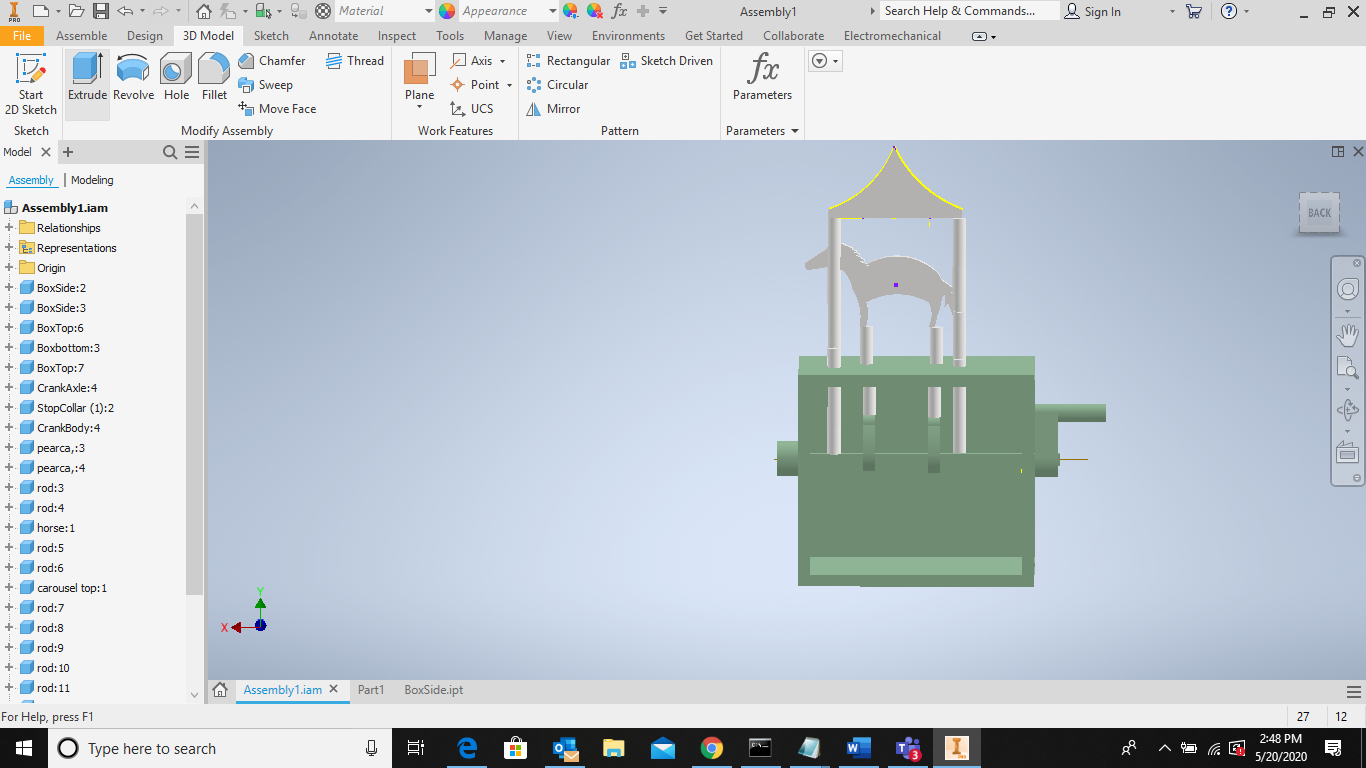 PRO
Material
Appearance
fx
Assembly1
Search Help & Commands...
Sign In
File
Assemble
Design
3D Model
Sketch
Annotate
Inspect
Tools
Manage
View
Environments
Get Started
Collaborate
Electromechanical
Start
2D Sketch
Extrude
Revolve
Hole
Fillet
Chamfer
Sweep
Move Face
Thread
Plane
Axis
Point
UCS
Rectangular
Circular
Mirror
Sketch Driven
fx
Parameters
Sketch
Modify Assembly
Work Features
Pattern
Parameters
Model
Assembly
Modeling
Assembly1.iam
Relationships
Representations
Origin
BoxSide:2
BoxSide:3
BoxTop:6
Boxbottom:3
BoxTop:7
CrankAxle:4
StopCollar (1):2
CrankBody:4
pearca,:3
pearca,:4
rod:3
rod:4
horse:1
rod:5
rod:6
carousel top:1
rod:7
rod:8
rod:9
rod:10
rod:11
BACK
Y
X
Assembly1.iam
Part1
BoxSide.ipt
For Help, press F1
27
12
Type here to search
3
2:48 PM
5/20/2020